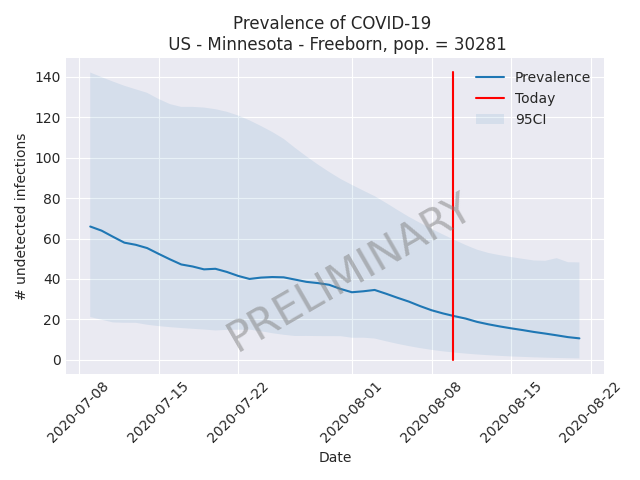 Prevalence of COVID-19
US - Minnesota - Freeborn, pop. = 30281
140
120
100
80
60
40
20
0
# undetected infections
Prevalence
Today
95CI
PRELIMINARY
2020-07-08
2020-07-15
2020-07-22
2020-08-01
2020-08-08
2020-08-15
2020-08-22
Date